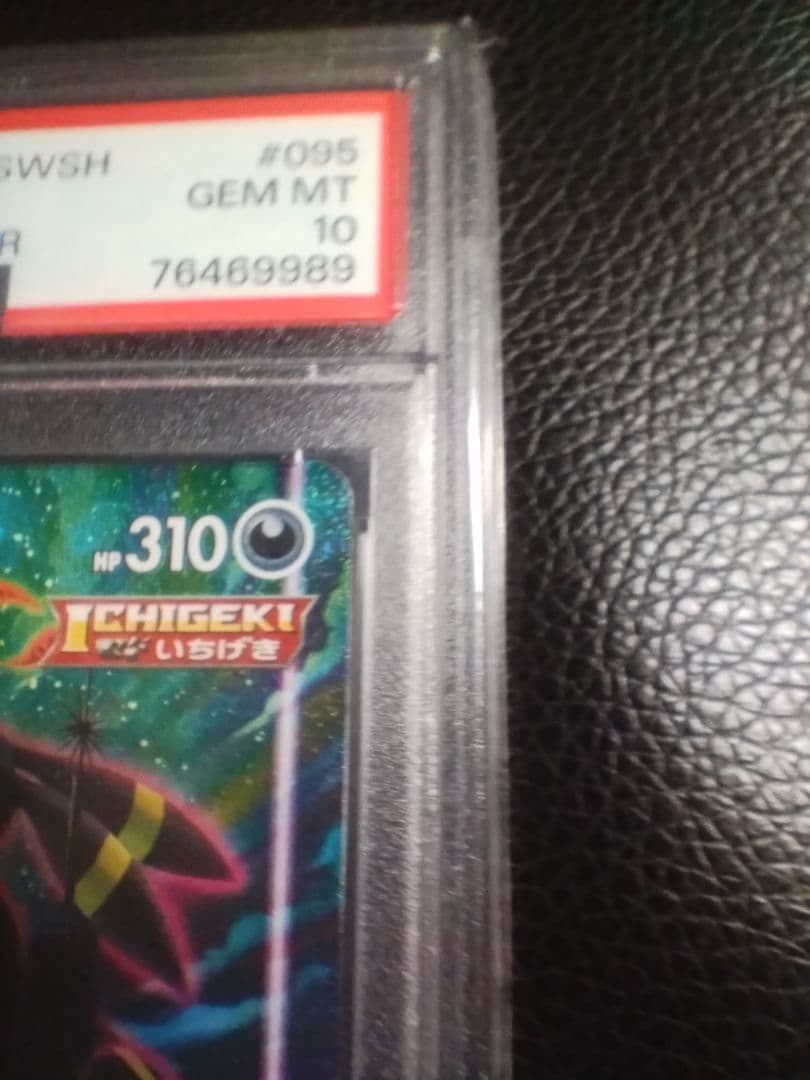 SWSH #095
GEM MT
R 10
76469989
HP 310
ICHIGEKI
いちげき